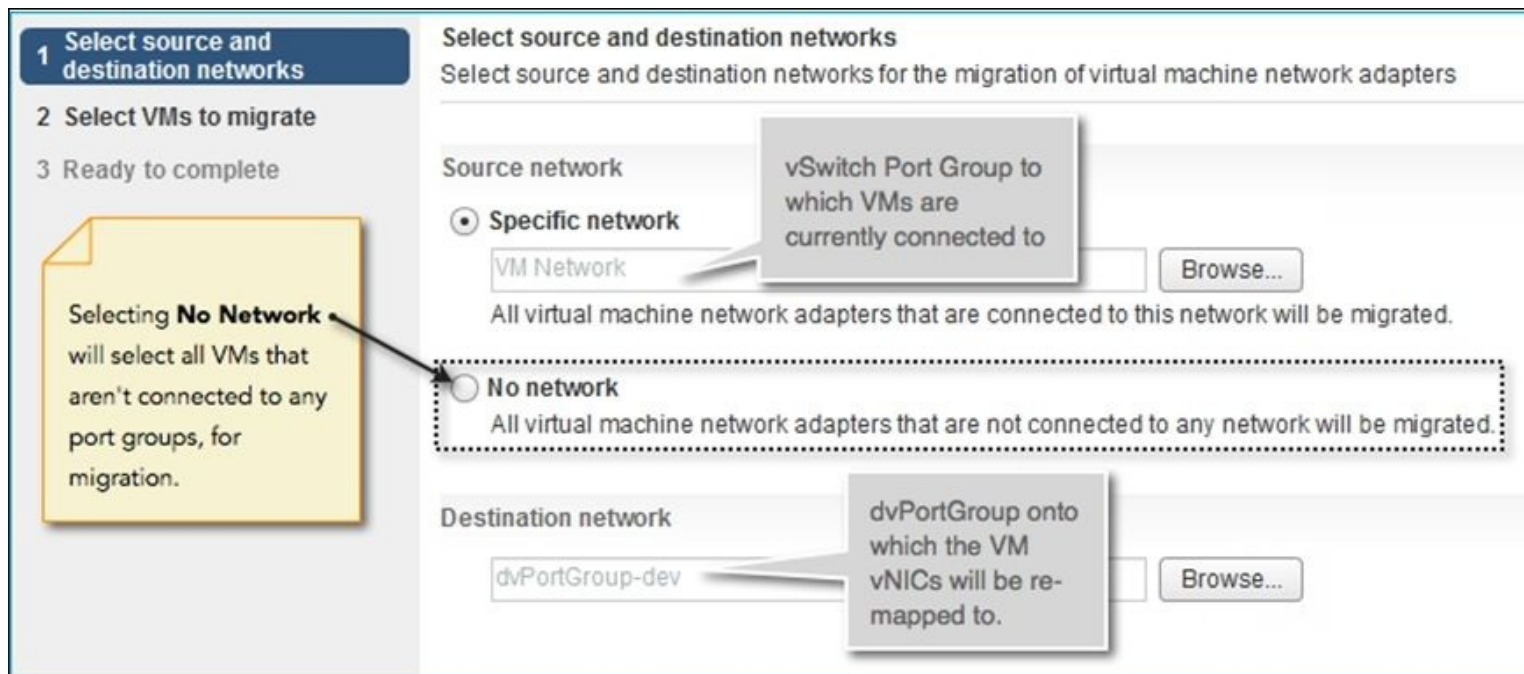 1 Select source and
destination networks
2 Select VMs to migrate
3 Ready to complete
Selecting No Network
will select all VMs that
aren't connected to any
port groups, for
migration.
Select source and destination networks
Select source and destination networks for the migration of virtual machine network adapters
Source network
vSwitch Port Group to
which VMs are
currently connected to
Specific network
VM Network
Browse...
All virtual machine network adapters that are connected to this network will be migrated.
No network
All virtual machine network adapters that are not connected to any network will be migrated.
Destination network
dvPortGroup onto
which the VM
vNICs will be re-
mapped to.
dvPortGroup-dev
Browse...